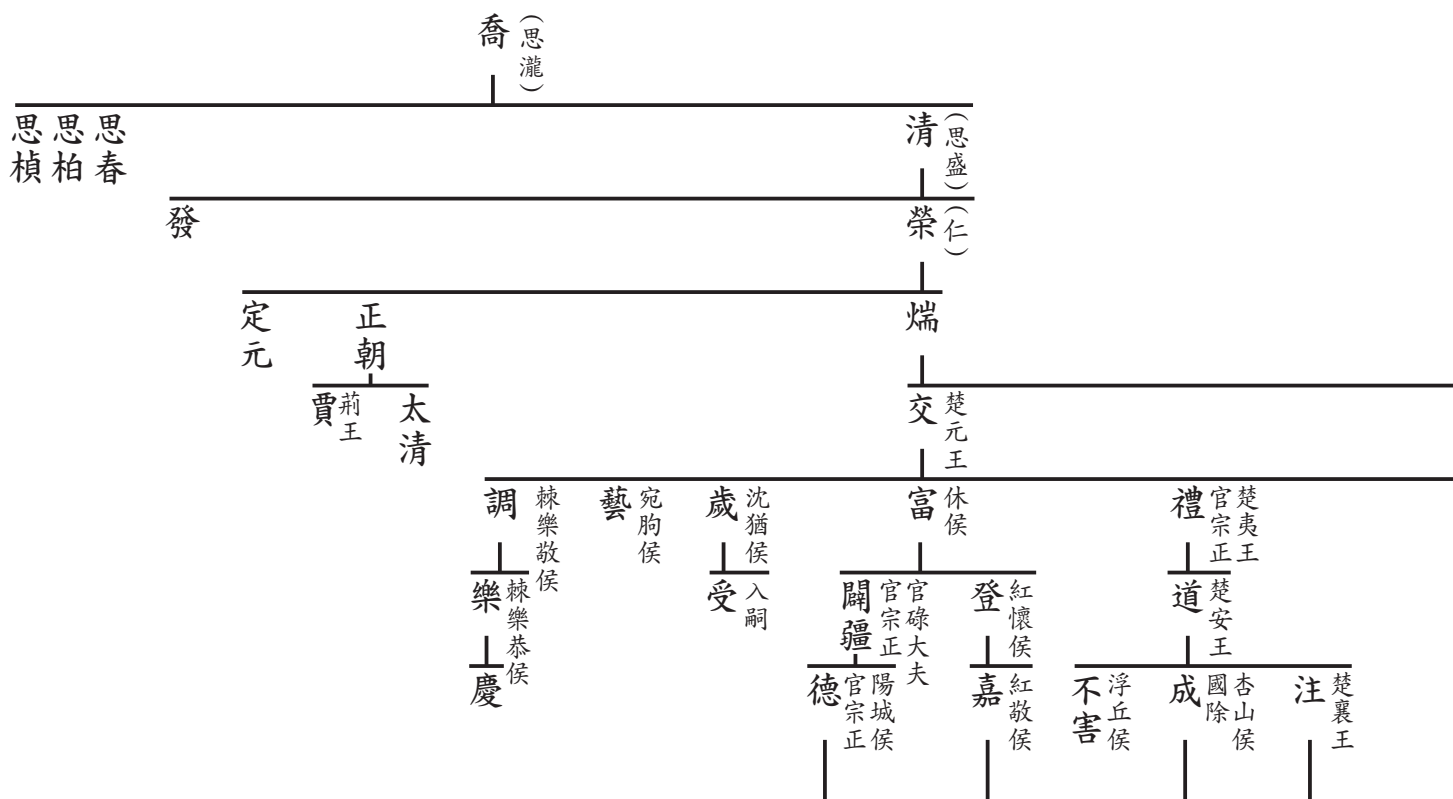 喬
(思瀧)
清
(思盛)
思春
思柏
思楨
榮
(仁)
發
煓
正朝
定元
交
楚元王
太清
賈
荊王
禮
楚夷王
官宗正
富
休侯
歲
沈猶侯
藝
宛朐侯
調
棘樂敬侯
道
楚安王
登
紅懷侯
闢疆
官碌大夫
官宗正
受
入嗣
樂
棘樂恭侯
注
楚襄王
成
杏山侯
國除
不害
浮丘侯
嘉
紅敬侯
德
陽城侯
官宗正
慶